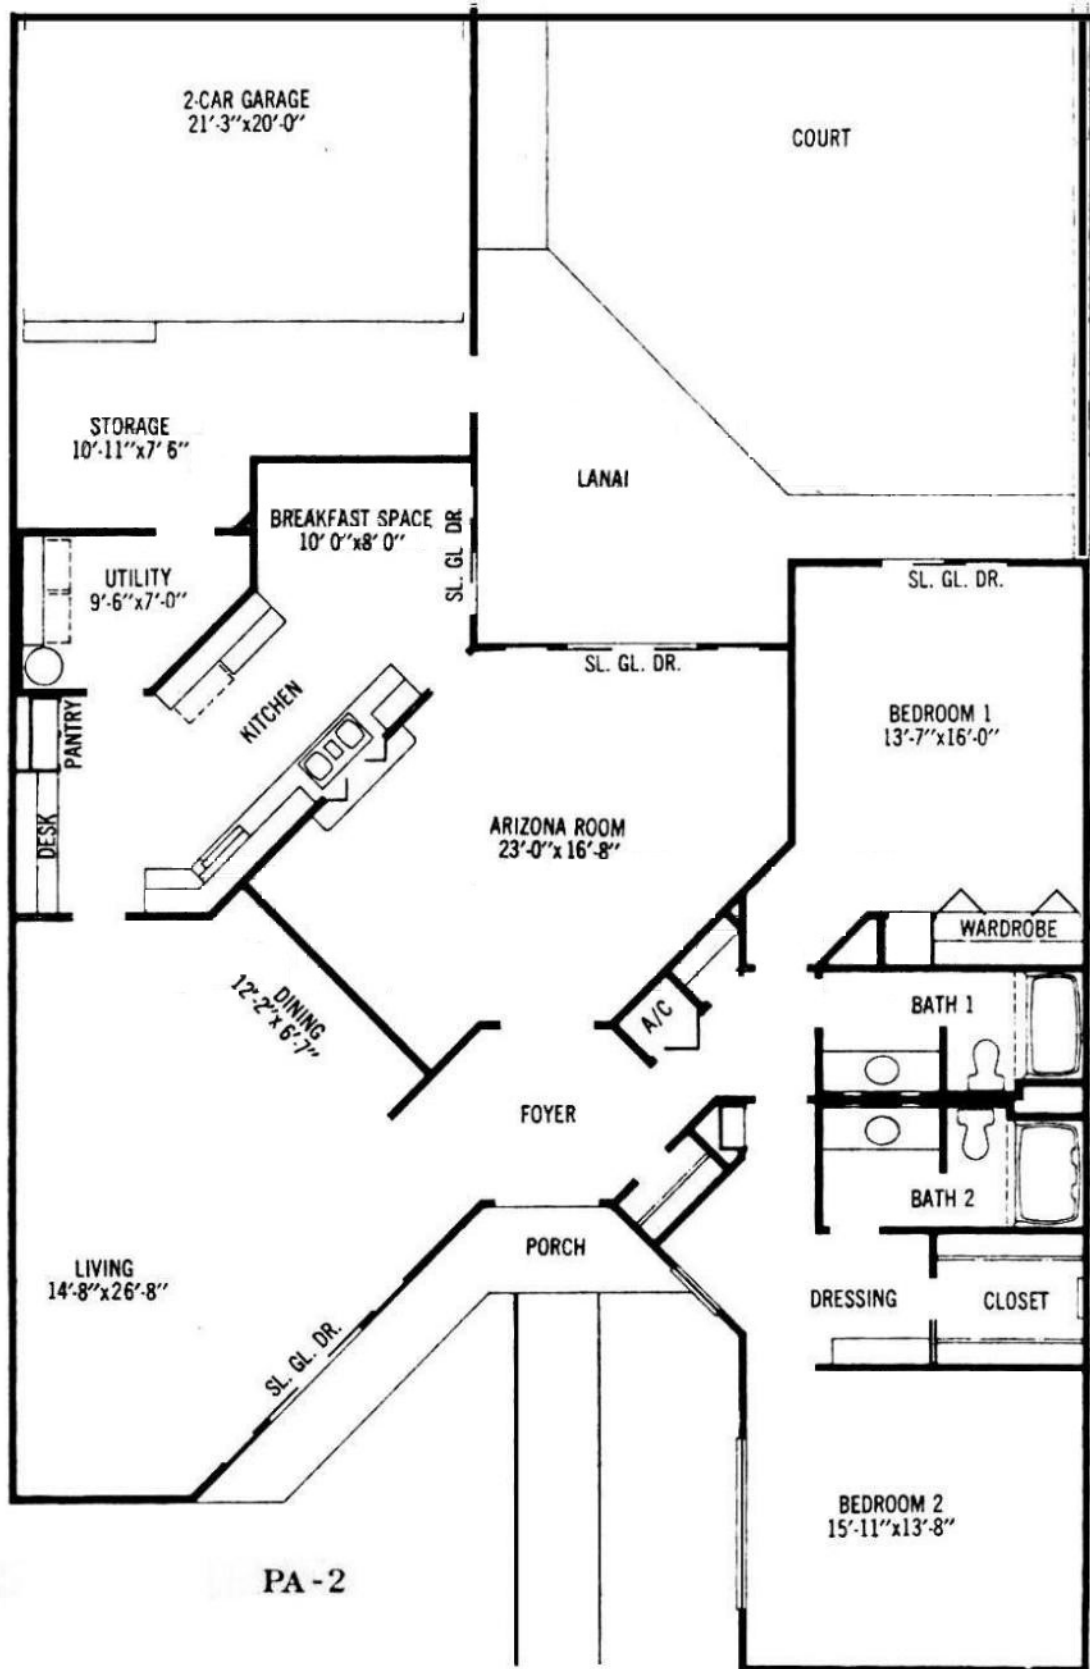 2-CAR GARAGE
21'-3"x20'-0"
COURT
STORAGE
10'-11"x7' 6"
LANAI
BREAKFAST SPACE
10' 0"x8' 0"
SL. GL DR.
UTILITY
9'-6"x7'-0"
SL. GL. DR.
SL. GL. DR.
KITCHEN
PANTRY
BEDROOM 1
13'-7"x16'-0"
DESK
ARIZONA ROOM
23'-0"x 16'-8"
WARDROBE
DINING
12'-2"x 6'-7"
A/C
BATH 1
FOYER
BATH 2
PORCH
LIVING
14'-8"x26'-8"
DRESSING
CLOSET
SL. GL. DR.
BEDROOM 2
15'-11"x13'-8"
PA-2